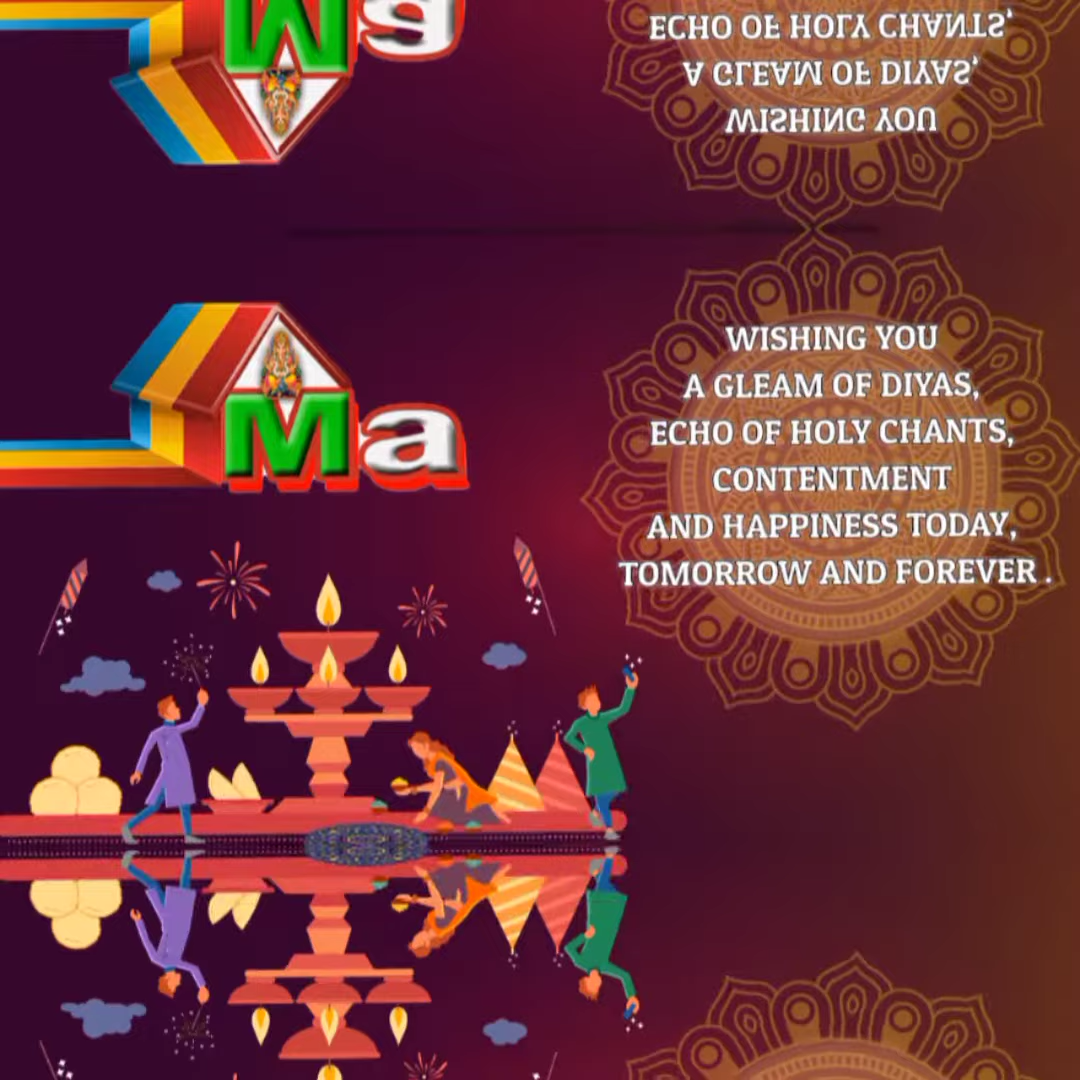 ECHO OF HOLY CHANTS,
A GLEAM OF DIYAS,
WISHING YOU
Ma
WISHING YOU
A GLEAM OF DIYAS,
ECHO OF HOLY CHANTS,
CONTENTMENT
AND HAPPINESS TODAY,
TOMORROW AND FOREVER .